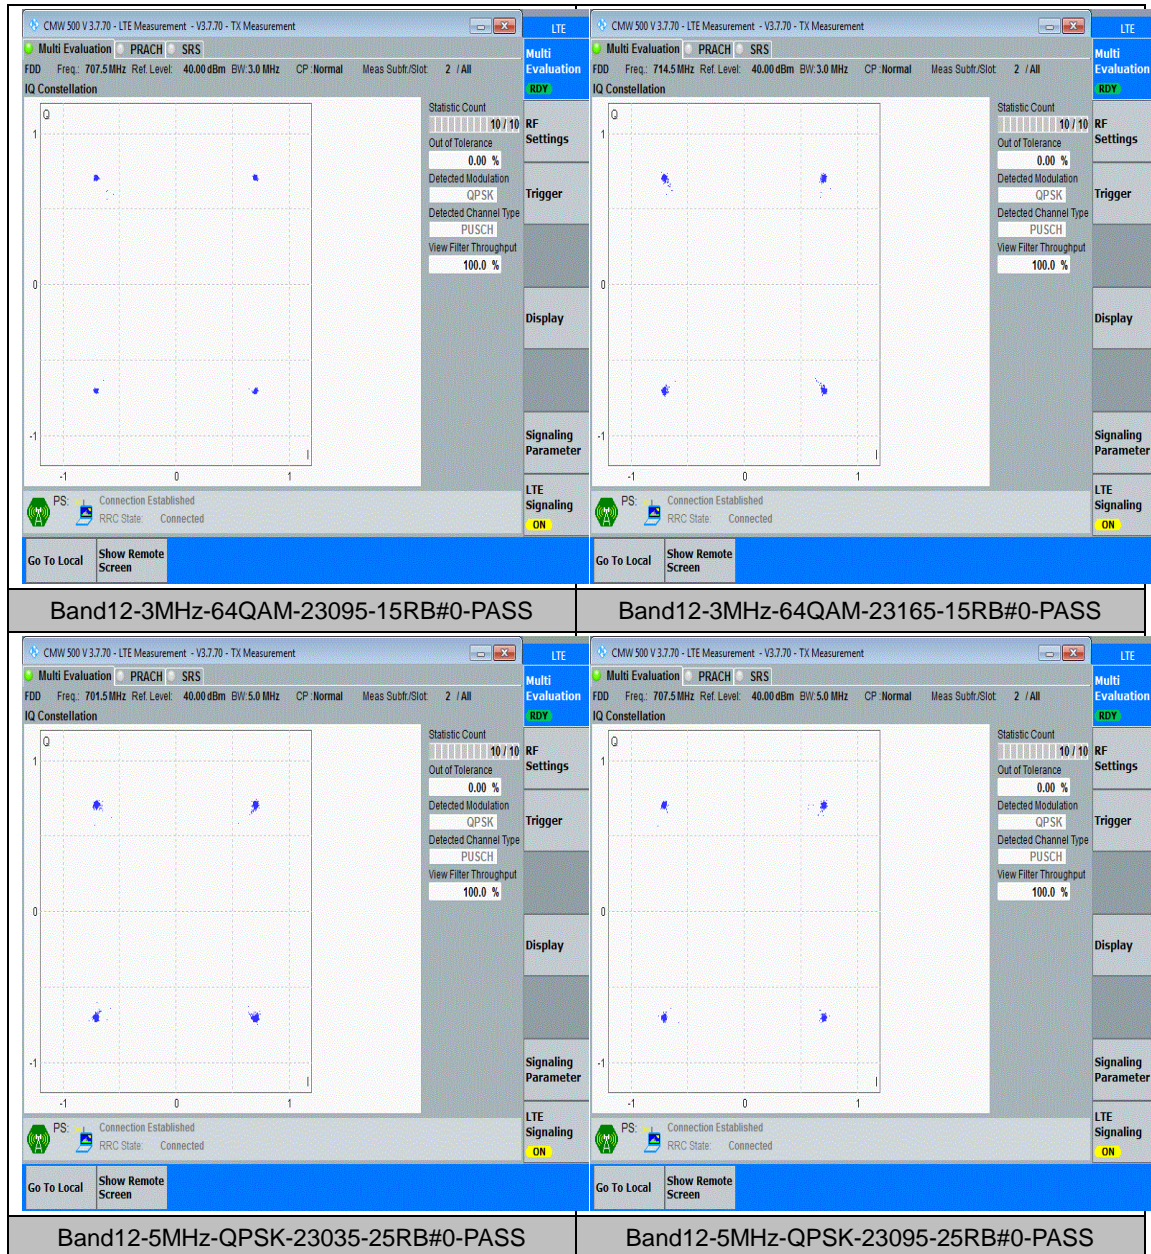 CMW 500 V 3.7.70 - LTE Measurement - V3.7.70 - TX Measurement
LTE
Multi Evaluation PRACH SRS
Multi Evaluation
RDY
FDD Freq.: 707.5 MHz Ref. Level: 40.00 dBm BW: 3.0 MHz CP : Normal Meas Subfr./Slot: 2 / All
IQ Constellation
Q
1
0
-1
-1 0 1
I
Statistic Count
10 / 10
Out of Tolerance
0.00 %
Detected Modulation
QPSK
Detected Channel Type
PUSCH
View Filter Throughput
100.0 %
RF Settings
Trigger
Display
Signaling Parameter
LTE Signaling
ON
PS: Connection Established
RRC State: Connected
Go To Local Show Remote Screen
CMW 500 V 3.7.70 - LTE Measurement - V3.7.70 - TX Measurement
LTE
Multi Evaluation PRACH SRS
Multi Evaluation
RDY
FDD Freq.: 714.5 MHz Ref. Level: 40.00 dBm BW: 3.0 MHz CP : Normal Meas Subfr./Slot: 2 / All
IQ Constellation
Q
1
0
-1
-1 0 1
I
Statistic Count
10 / 10
Out of Tolerance
0.00 %
Detected Modulation
QPSK
Detected Channel Type
PUSCH
View Filter Throughput
100.0 %
RF Settings
Trigger
Display
Signaling Parameter
LTE Signaling
ON
PS: Connection Established
RRC State: Connected
Go To Local Show Remote Screen
Band12-3MHz-64QAM-23095-15RB#0-PASS
Band12-3MHz-64QAM-23165-15RB#0-PASS
CMW 500 V 3.7.70 - LTE Measurement - V3.7.70 - TX Measurement
LTE
Multi Evaluation PRACH SRS
Multi Evaluation
RDY
FDD Freq.: 701.5 MHz Ref. Level: 40.00 dBm BW: 5.0 MHz CP : Normal Meas Subfr./Slot: 2 / All
IQ Constellation
Q
1
0
-1
-1 0 1
I
Statistic Count
10 / 10
Out of Tolerance
0.00 %
Detected Modulation
QPSK
Detected Channel Type
PUSCH
View Filter Throughput
100.0 %
RF Settings
Trigger
Display
Signaling Parameter
LTE Signaling
ON
PS: Connection Established
RRC State: Connected
Go To Local Show Remote Screen
CMW 500 V 3.7.70 - LTE Measurement - V3.7.70 - TX Measurement
LTE
Multi Evaluation PRACH SRS
Multi Evaluation
RDY
FDD Freq.: 707.5 MHz Ref. Level: 40.00 dBm BW: 5.0 MHz CP : Normal Meas Subfr./Slot: 2 / All
IQ Constellation
Q
1
0
-1
-1 0 1
I
Statistic Count
10 / 10
Out of Tolerance
0.00 %
Detected Modulation
QPSK
Detected Channel Type
PUSCH
View Filter Throughput
100.0 %
RF Settings
Trigger
Display
Signaling Parameter
LTE Signaling
ON
PS: Connection Established
RRC State: Connected
Go To Local Show Remote Screen
Band12-5MHz-QPSK-23035-25RB#0-PASS
Band12-5MHz-QPSK-23095-25RB#0-PASS